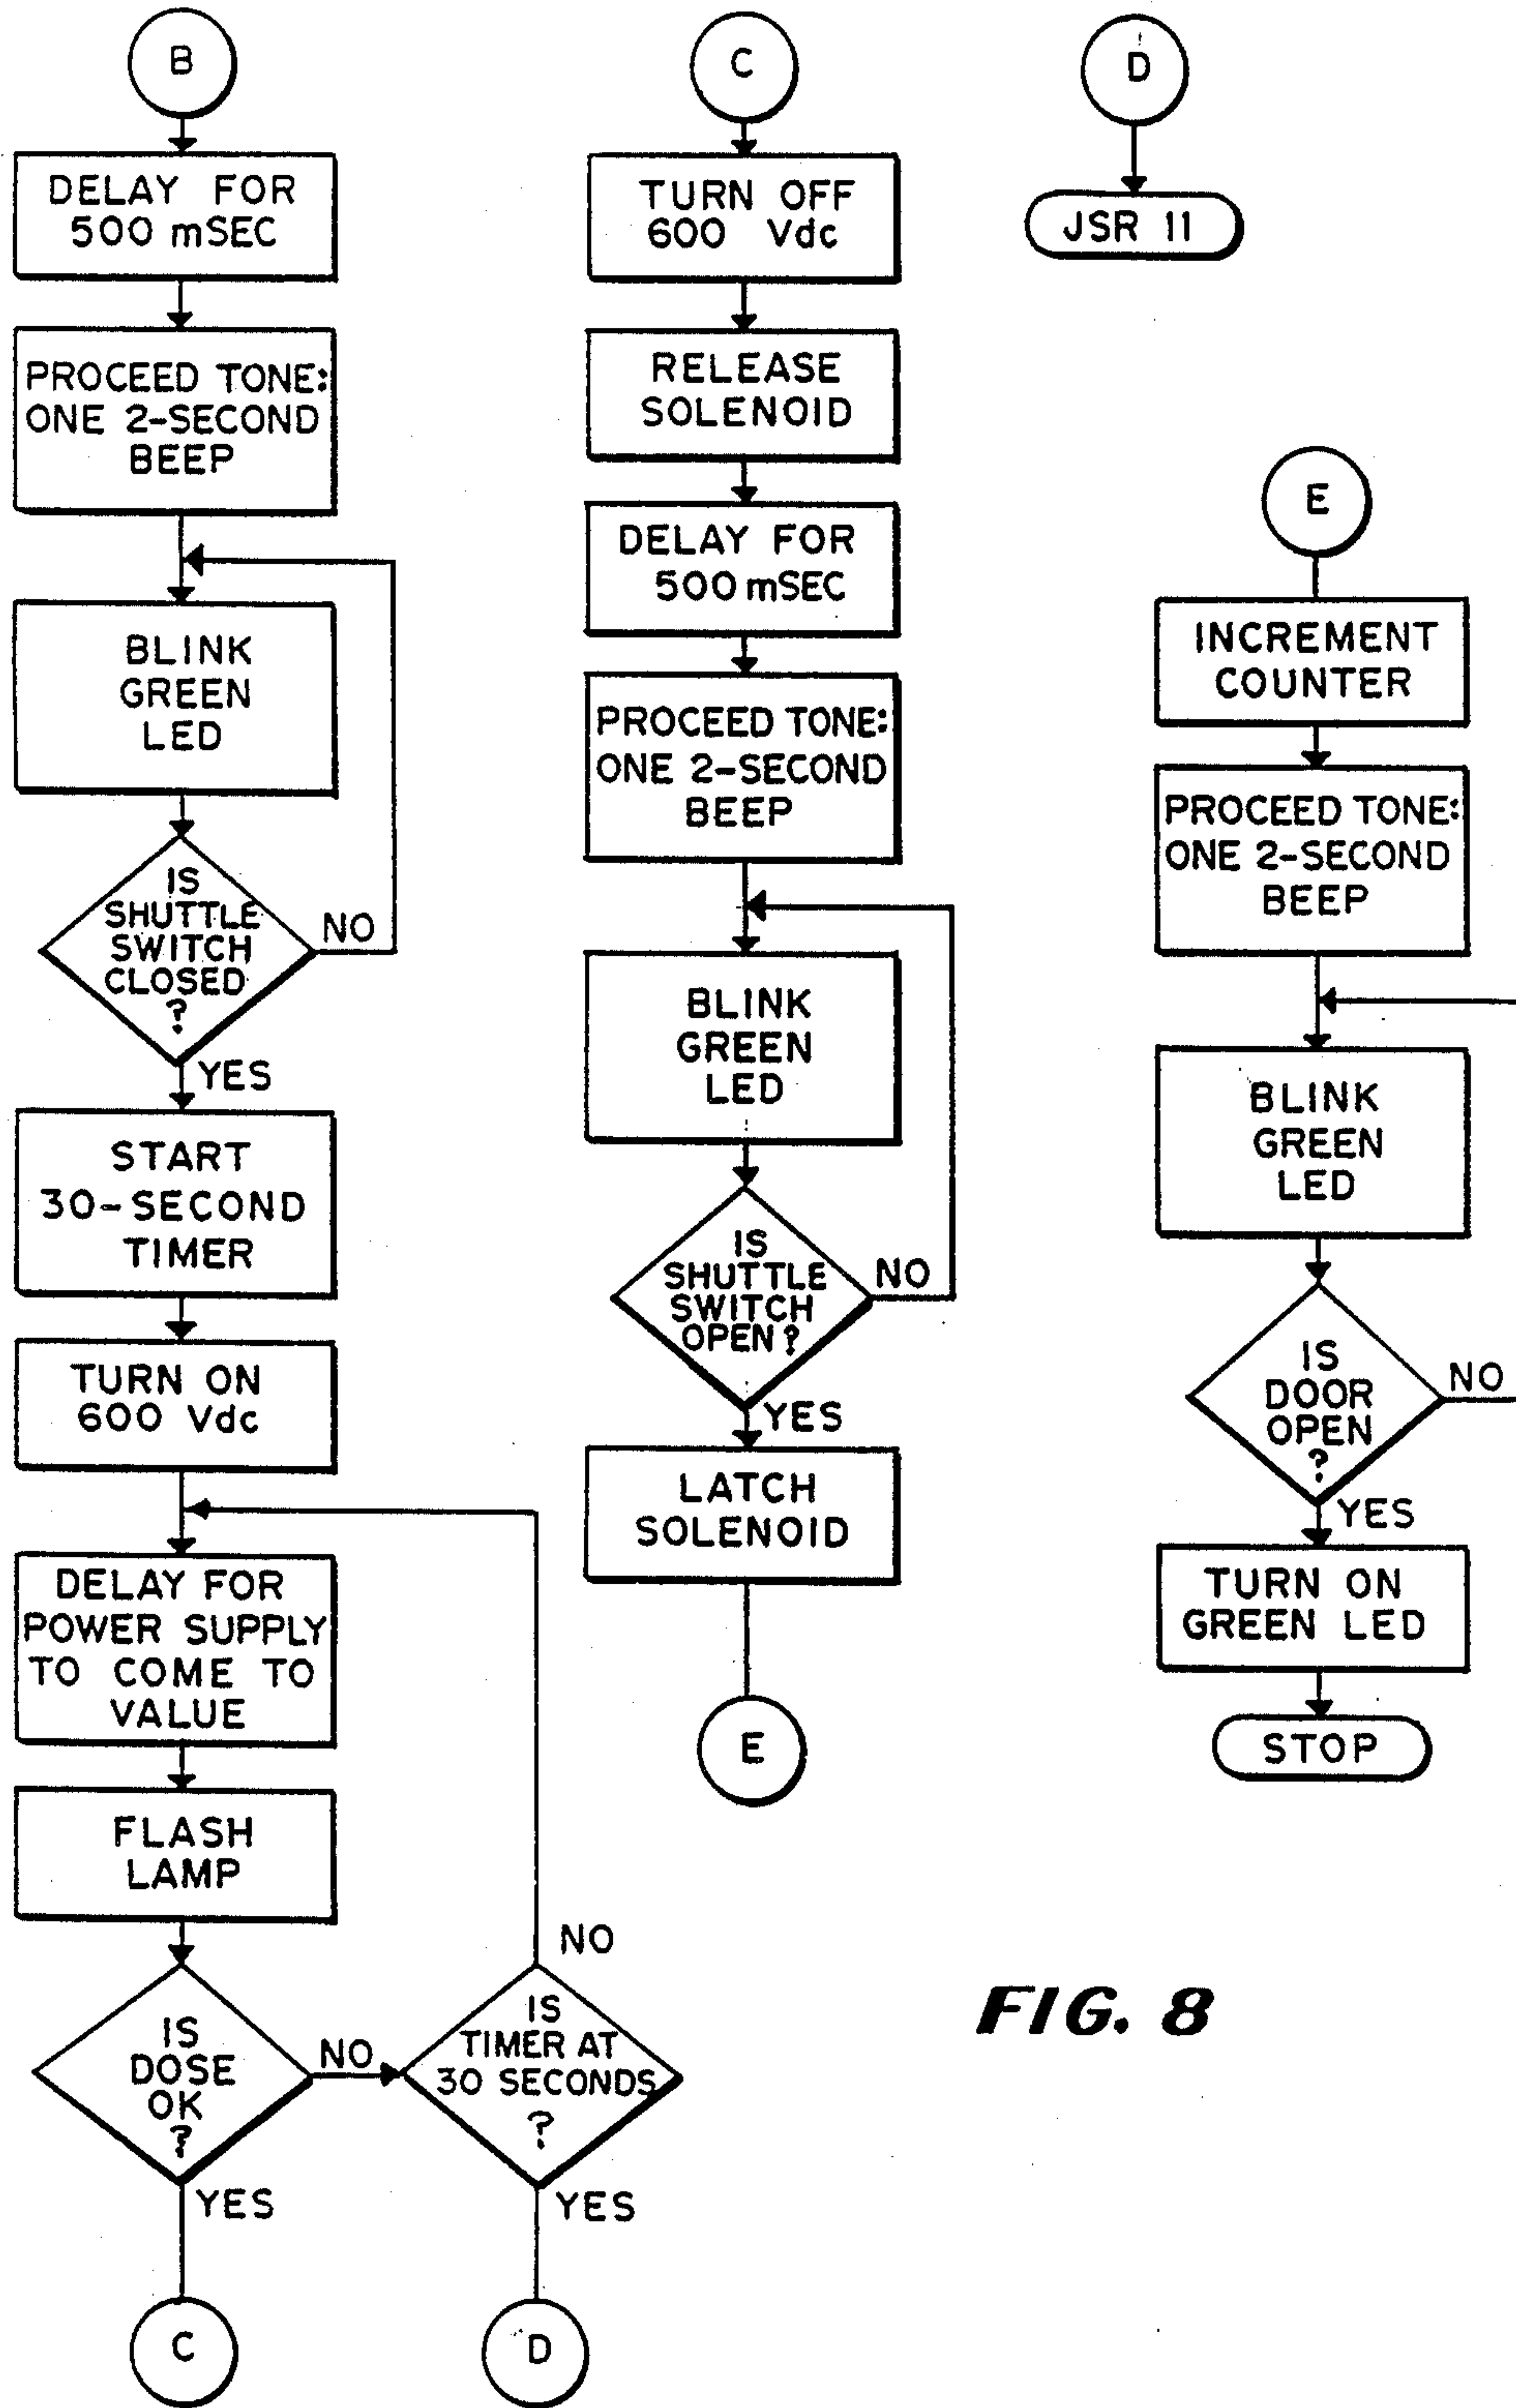 B
DELAY FOR
500 mSEC
PROCEED TONE:
ONE 2-SECOND
BEEP
BLINK
GREEN
LED
IS
SHUTTLE
SWITCH
CLOSED
?
NO
YES
START
30-SECOND
TIMER
TURN ON
600 Vdc
DELAY FOR
POWER SUPPLY
TO COME TO
VALUE
FLASH
LAMP
IS
DOSE
OK
?
NO
YES
C
IS
TIMER AT
30 SECONDS
?
NO
YES
D
C
TURN OFF
600 Vdc
RELEASE
SOLENOID
DELAY FOR
500 mSEC
PROCEED TONE:
ONE 2-SECOND
BEEP
BLINK
GREEN
LED
IS
SHUTTLE
SWITCH
OPEN?
NO
YES
LATCH
SOLENOID
E
D
JSR 11
E
INCREMENT
COUNTER
PROCEED TONE:
ONE 2-SECOND
BEEP
BLINK
GREEN
LED
IS
DOOR
OPEN
?
NO
YES
TURN ON
GREEN LED
STOP
FIG. 8